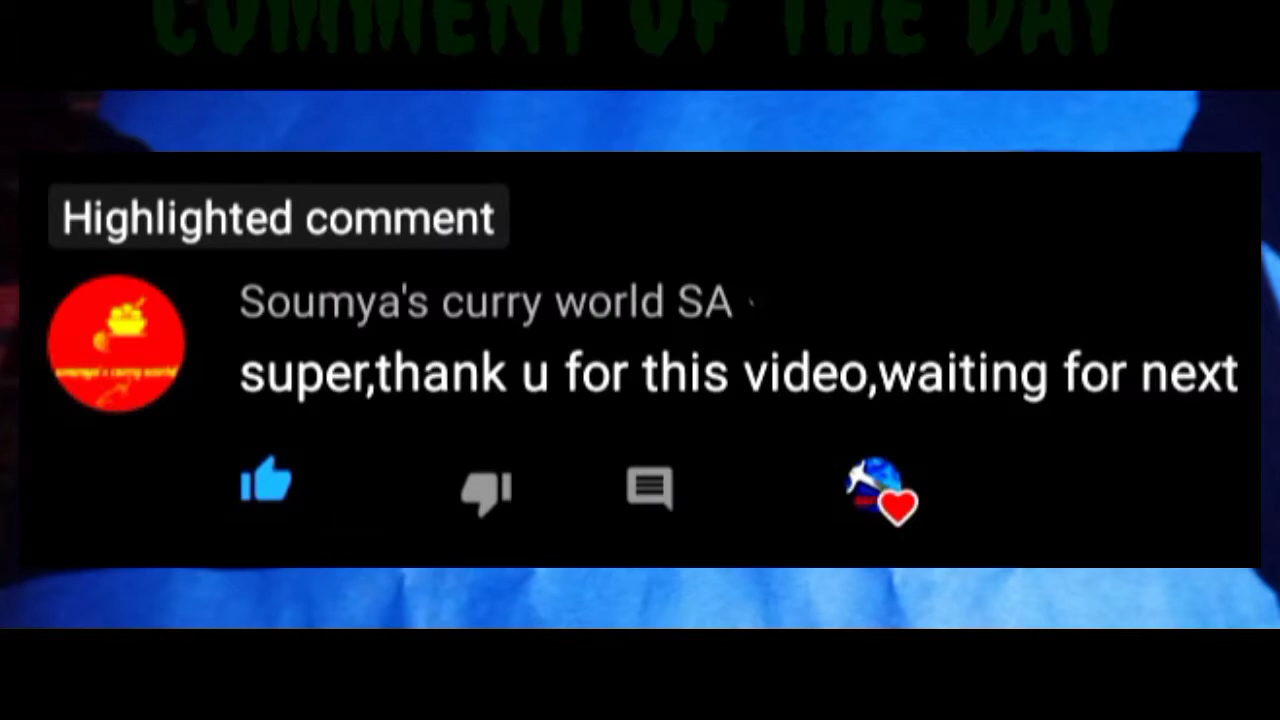 COMMENT OF THE DAY
Highlighted comment
Soumya's curry world SA
super,thank u for this video,waiting for next